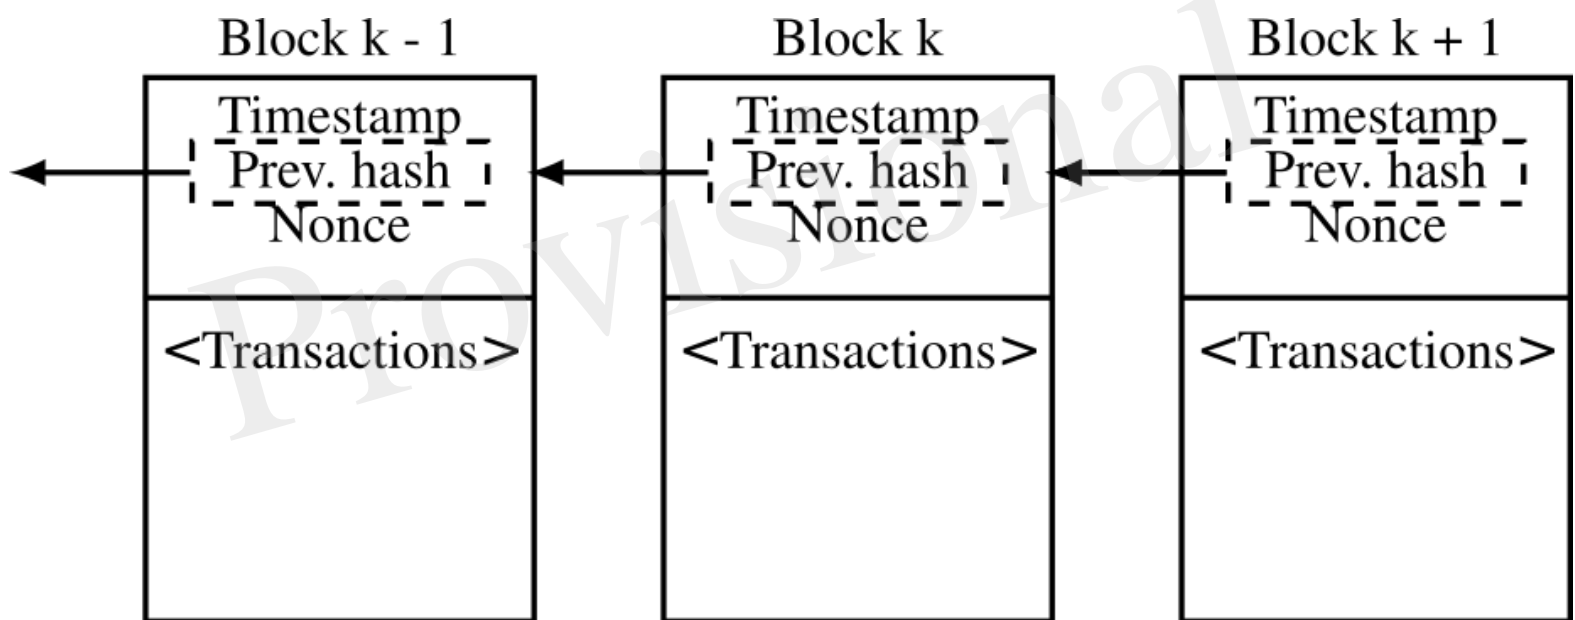 Block k - 1
Timestamp
Prev. hash
Nonce
<Transactions>
Block k
Timestamp
Prev. hash
Nonce
<Transactions>
Block k + 1
Timestamp
Prev. hash
Nonce
<Transactions>
Provisional